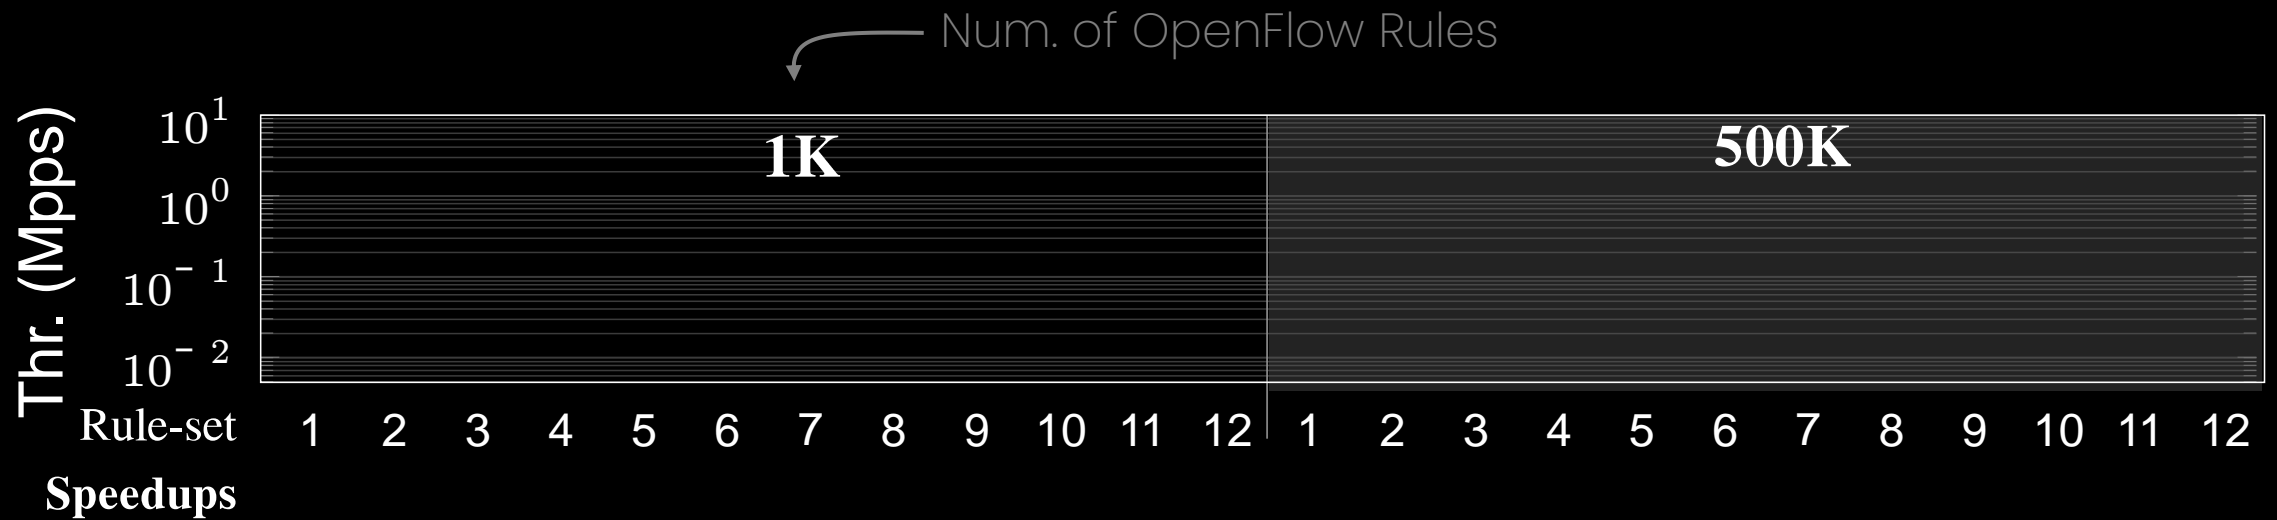 Num. of OpenFlow Rules
Thr. (Mpps)
10^1
10^0
10^-1
10^-2
1K
500K
Rule-set 1 2 3 4 5 6 7 8 9 10 11 12 1 2 3 4 5 6 7 8 9 10 11 12
Speedups